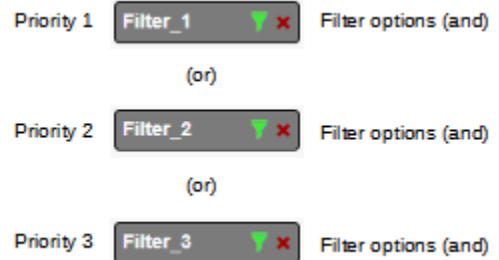 Priority 1 Filter_1 Filter options (and)
(or)
Priority 2 Filter_2 Filter options (and)
(or)
Priority 3 Filter_3 Filter options (and)